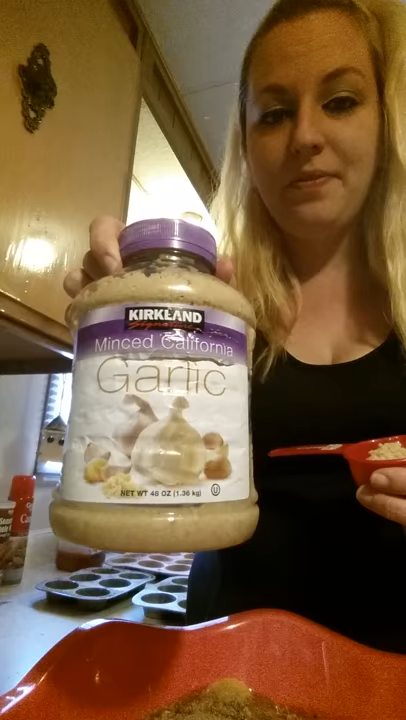 KIRKLAND
Signature
Minced California
Garlic
NET WT 48 OZ (1.36 kg)
U